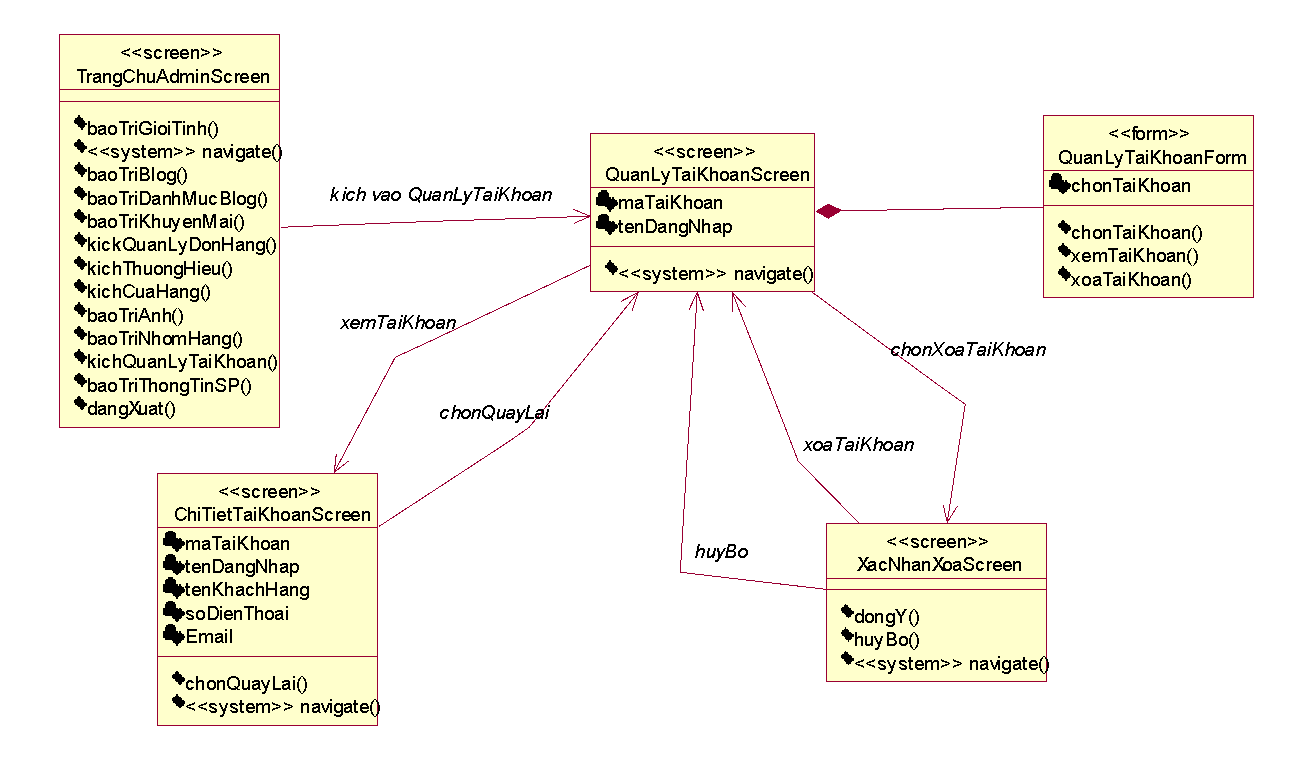 <<screen>>
TrangChuAdminScreen
baoTriGioiTinh()
<<system>> navigate()
baoTriBlog()
baoTriDanhMucBlog()
baoTriKhuyenMai()
kickQuanLyDonHang()
kichThuongHieu()
kichCuaHang()
baoTriAnh()
baoTriNhomHang()
kichQuanLyTaiKhoan()
baoTriThongTinSP()
dangXuat()
kich vao QuanLyTaiKhoan
<<screen>>
QuanLyTaiKhoanScreen
maTaiKhoan
tenDangNhap
<<system>> navigate()
<<form>>
QuanLyTaiKhoanForm
chonTaiKhoan
chonTaiKhoan()
xemTaiKhoan()
xoaTaiKhoan()
xemTaiKhoan
chonQuayLai
chonXoaTaiKhoan
xoaTaiKhoan
huyBo
<<screen>>
ChiTietTaiKhoanScreen
maTaiKhoan
tenDangNhap
tenKhachHang
soDienThoai
Email
chonQuayLai()
<<system>> navigate()
<<screen>>
XacNhanXoaScreen
dongY()
huyBo()
<<system>> navigate()